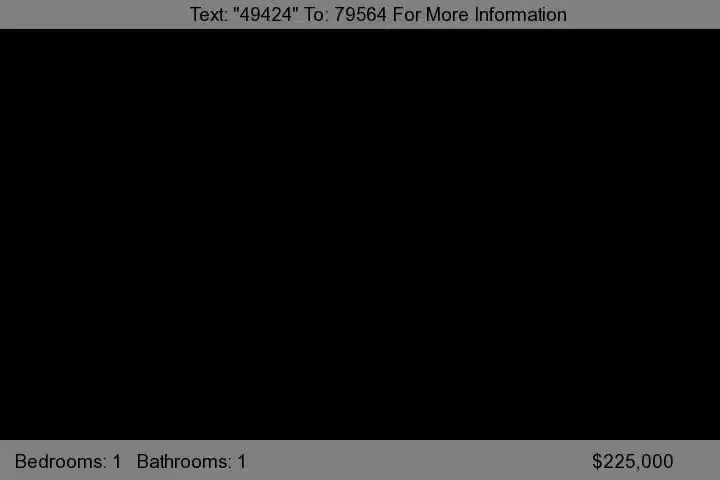 Text: "49424" To: 79564 For More Information
Bedrooms: 1 Bathrooms: 1 $225,000